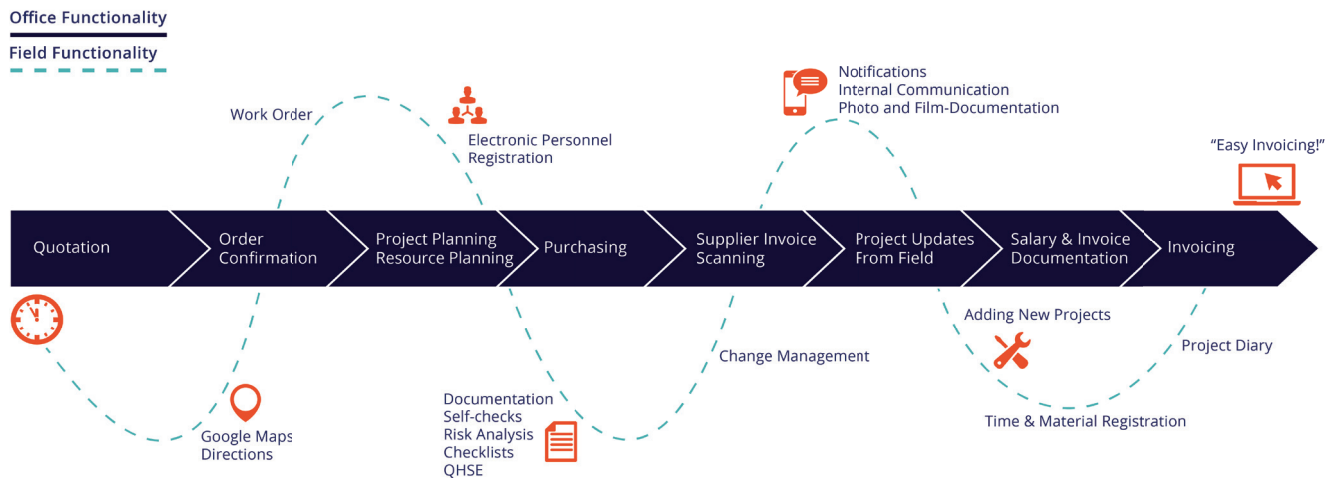 Office Functionality
Field Functionality
Work Order
Electronic Personnel
Registration
Notifications
Internal Communication
Photo and Film-Documentation
“Easy Invoicing!”
Quotation
Order
Confirmation
Project Planning
Resource Planning
Purchasing
Supplier Invoice
Scanning
Project Updates
From Field
Salary & Invoice
Documentation
Invoicing
Google Maps
Directions
Documentation
Self-checks
Risk Analysis
Checklists
QHSE
Change Management
Adding New Projects
Time & Material Registration
Project Diary